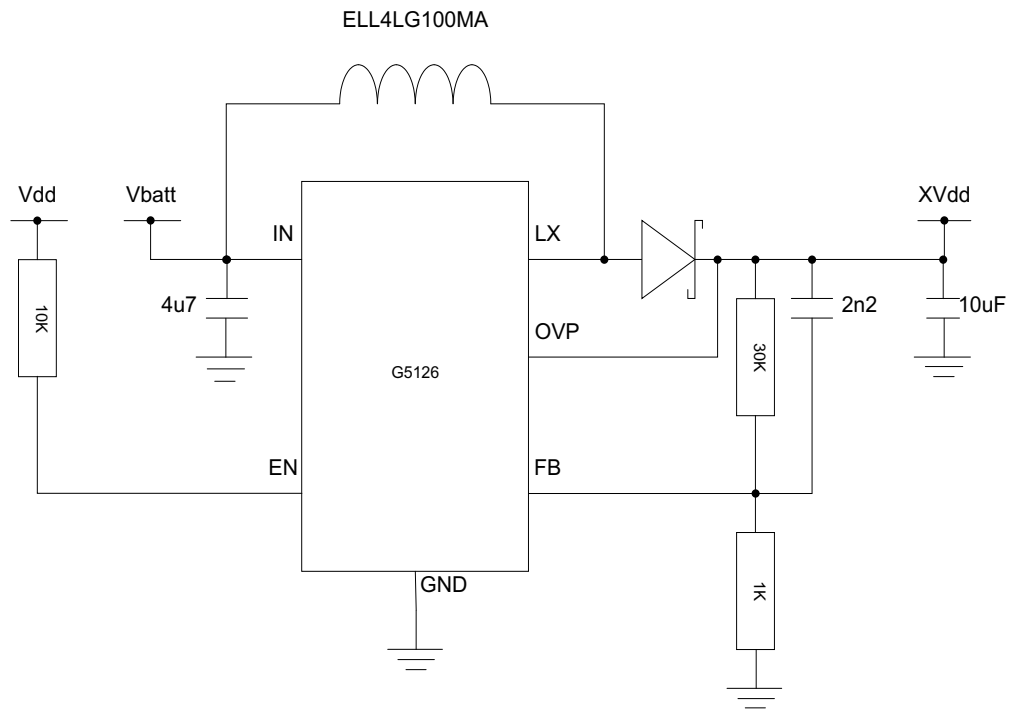 ELL4LG100MA
Vdd
Vbatt
XVdd
IN
LX
10K
4u7
2n2
10uF
OVP
30K
G5126
EN
FB
GND
1K